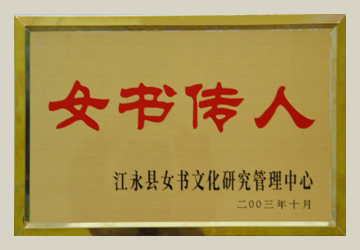 女书传人
江永县女书文化研究管理中心
二00三年十月